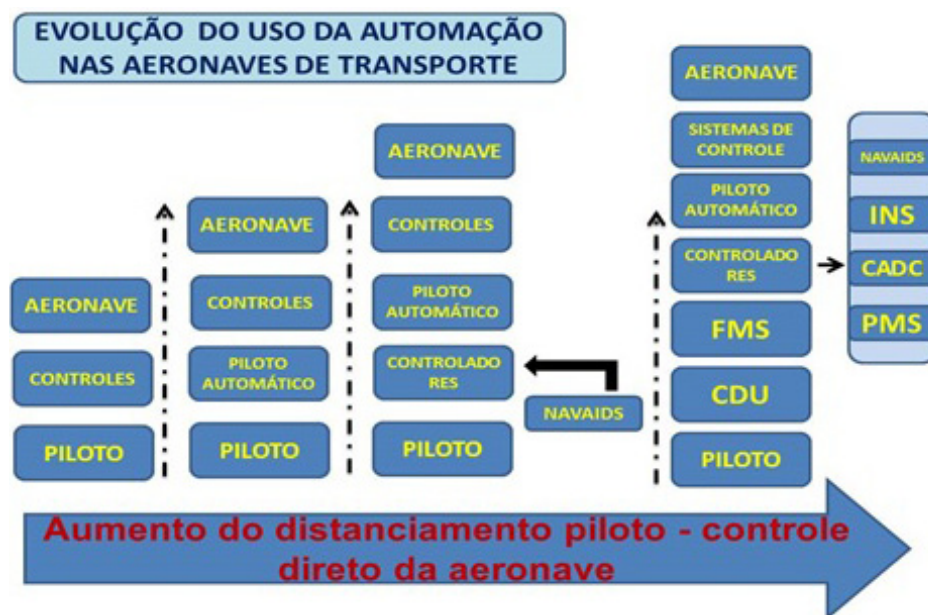 EVOLUÇÃO DO USO DA AUTOMAÇÃO
NAS AERONAVES DE TRANSPORTE
AERONAVE
CONTROLES
PILOTO
AERONAVE
CONTROLES
PILOTO
AUTOMÁTICO
PILOTO
AERONAVE
CONTROLES
PILOTO
AUTOMÁTICO
CONTROLADO
RES
PILOTO
NAVAIDS
AERONAVE
SISTEMAS DE
CONTROLE
PILOTO
AUTOMÁTICO
CONTROLADO
RES
FMS
CDU
PILOTO
NAVAIDS
INS
CADC
PMS
Aumento do distanciamento piloto - controle
direto da aeronave